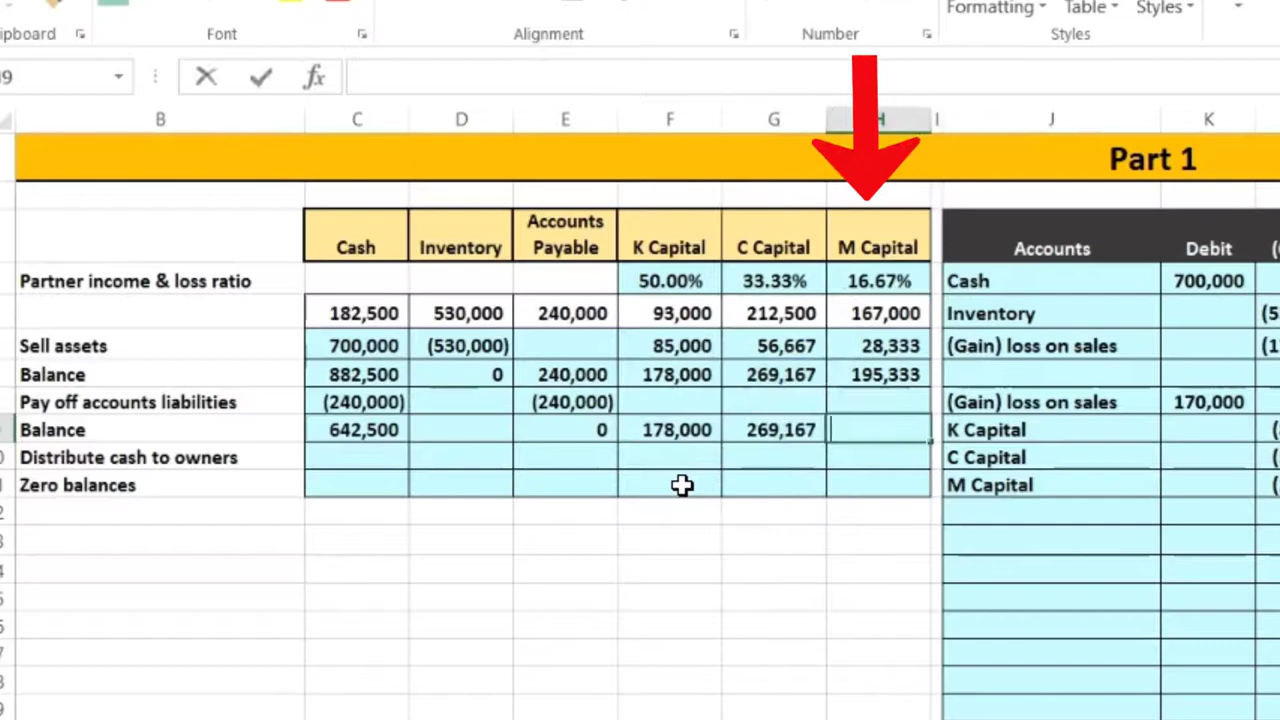 Formatting Table Styles
lipboard Font Alignment Number Styles
fx
B C D E F G H I J K
Part 1
Cash Inventory Accounts Payable K Capital C Capital M Capital Accounts Debit
Partner income & loss ratio 50.00% 33.33% 16.67% Cash 700,000
182,500 530,000 240,000 93,000 212,500 167,000 Inventory
Sell assets 700,000 (530,000) 85,000 56,667 28,333 (Gain) loss on sales
Balance 882,500 0 240,000 178,000 269,167 195,333
Pay off accounts liabilities (240,000) (240,000) (Gain) loss on sales 170,000
Balance 642,500 0 178,000 269,167 K Capital
Distribute cash to owners C Capital
Zero balances M Capital